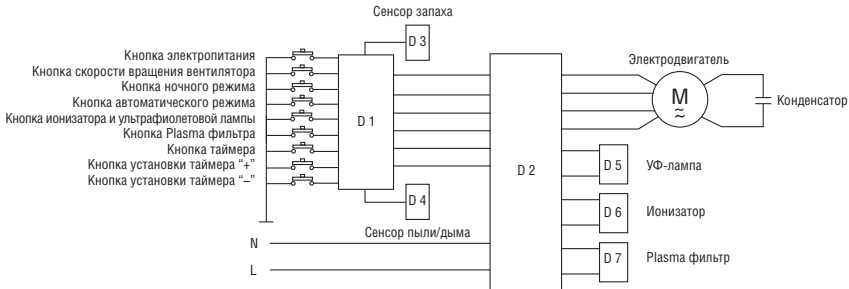 Сенсор запаха
D 3
Кнопка электропитания
Кнопка скорости вращения вентилятора
Кнопка ночного режима
Кнопка автоматического режима
Кнопка ионизатора и ультрафиолетовой лампы
Кнопка Plasma фильтра
Кнопка таймера
Кнопка установки таймера “+”
Кнопка установки таймера “–”
D 1
D 4
Сенсор пыли/дыма
N
L
D 2
Электродвигатель
M
≈
Конденсатор
D 5
УФ-лампа
D 6
Ионизатор
D 7
Plasma фильтр